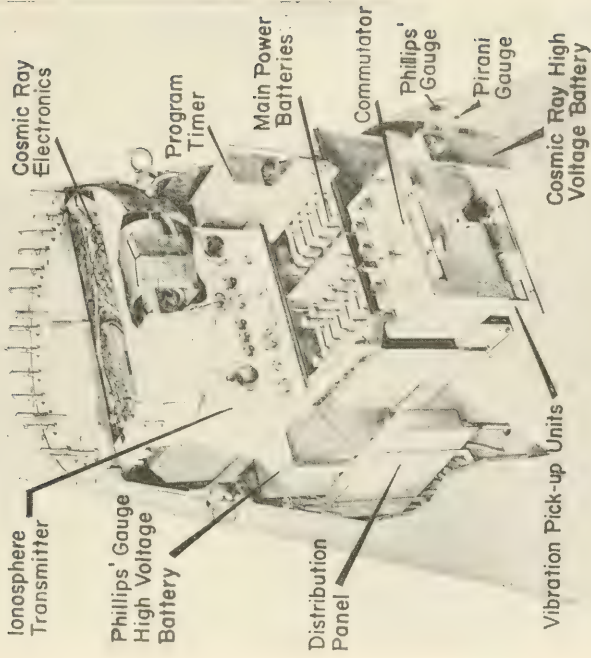 Ionosphere
Transmitter
Phillips' Gauge
High Voltage
Battery
Distribution
Panel
Vibration Pick-up Units
Cosmic Ray
Electronics
Program
Timer
Main Power
Batteries
Commutator
Phillips'
Gauge
Pirani
Gauge
Cosmic Ray High
Voltage Battery